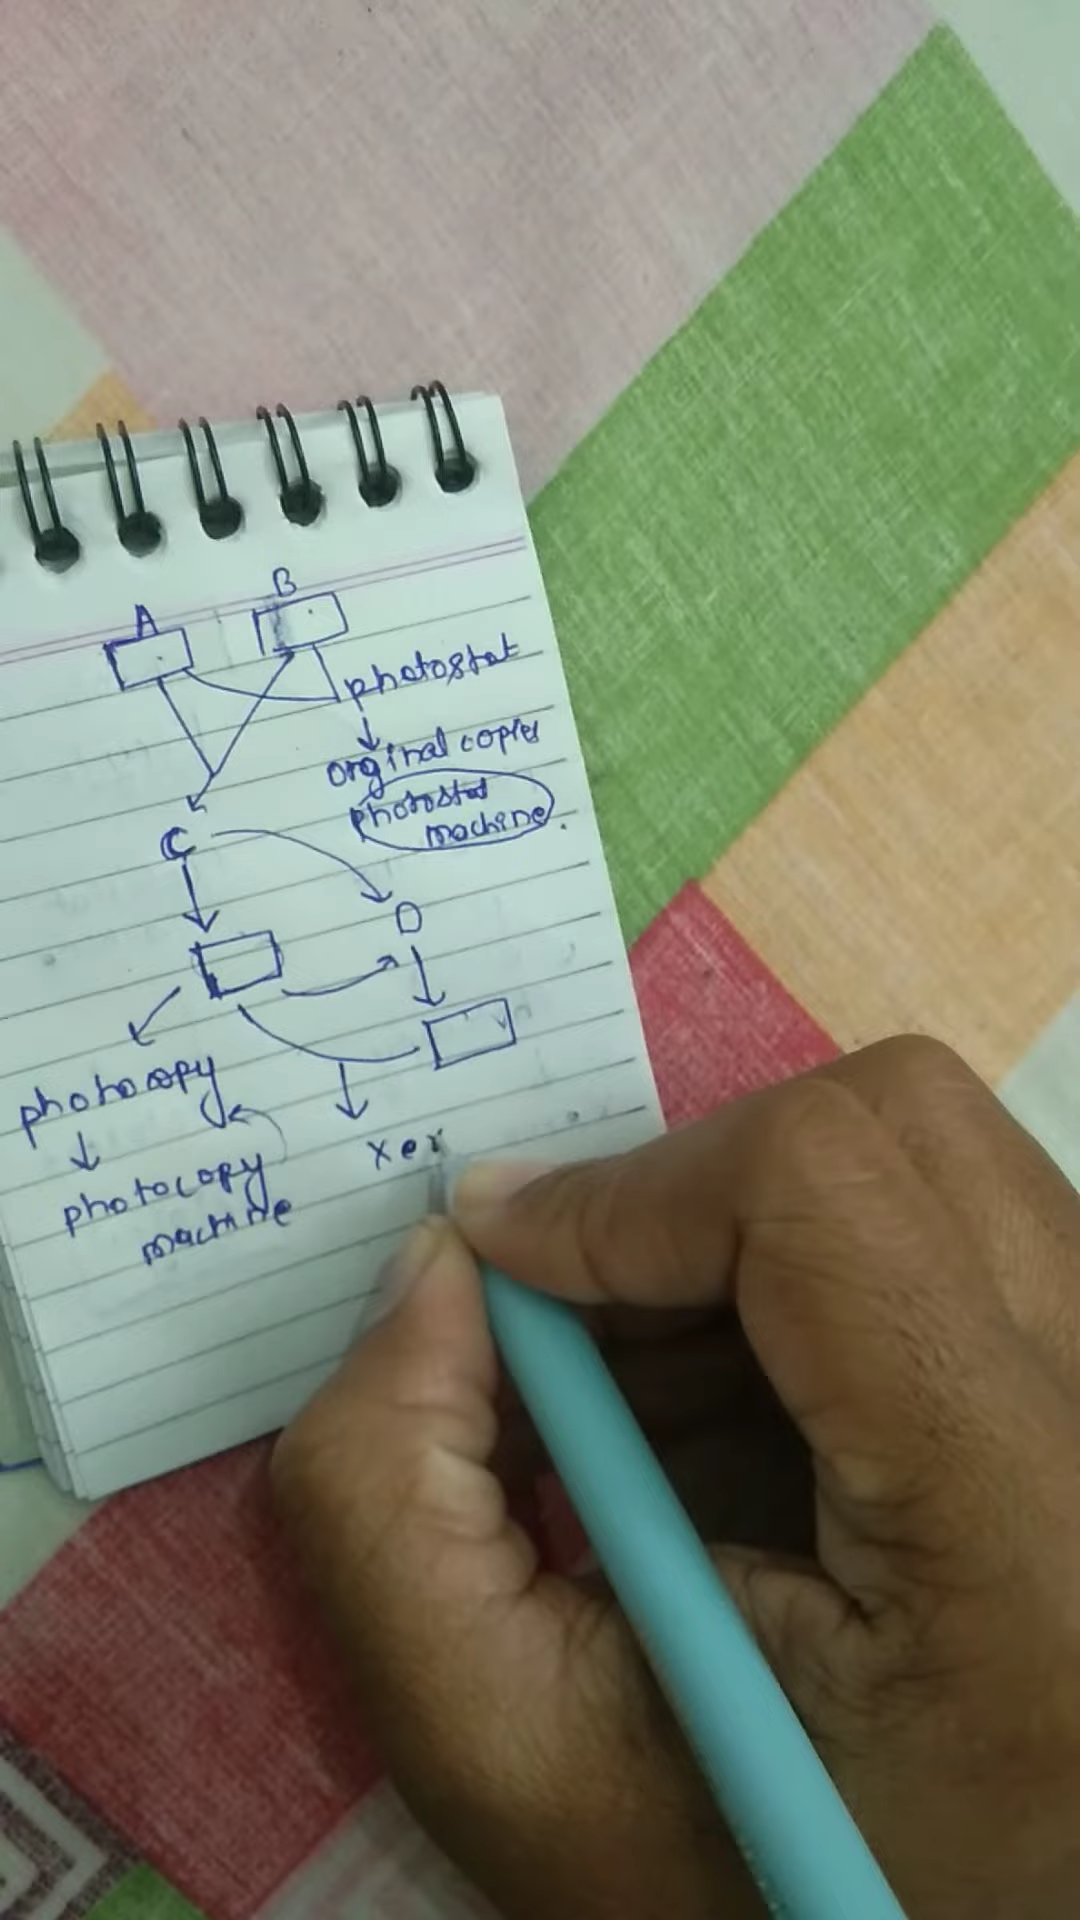 B
A
photostat
orginal copies
photostat
machine.
C
D
photocopy
xer
photocopy
machine